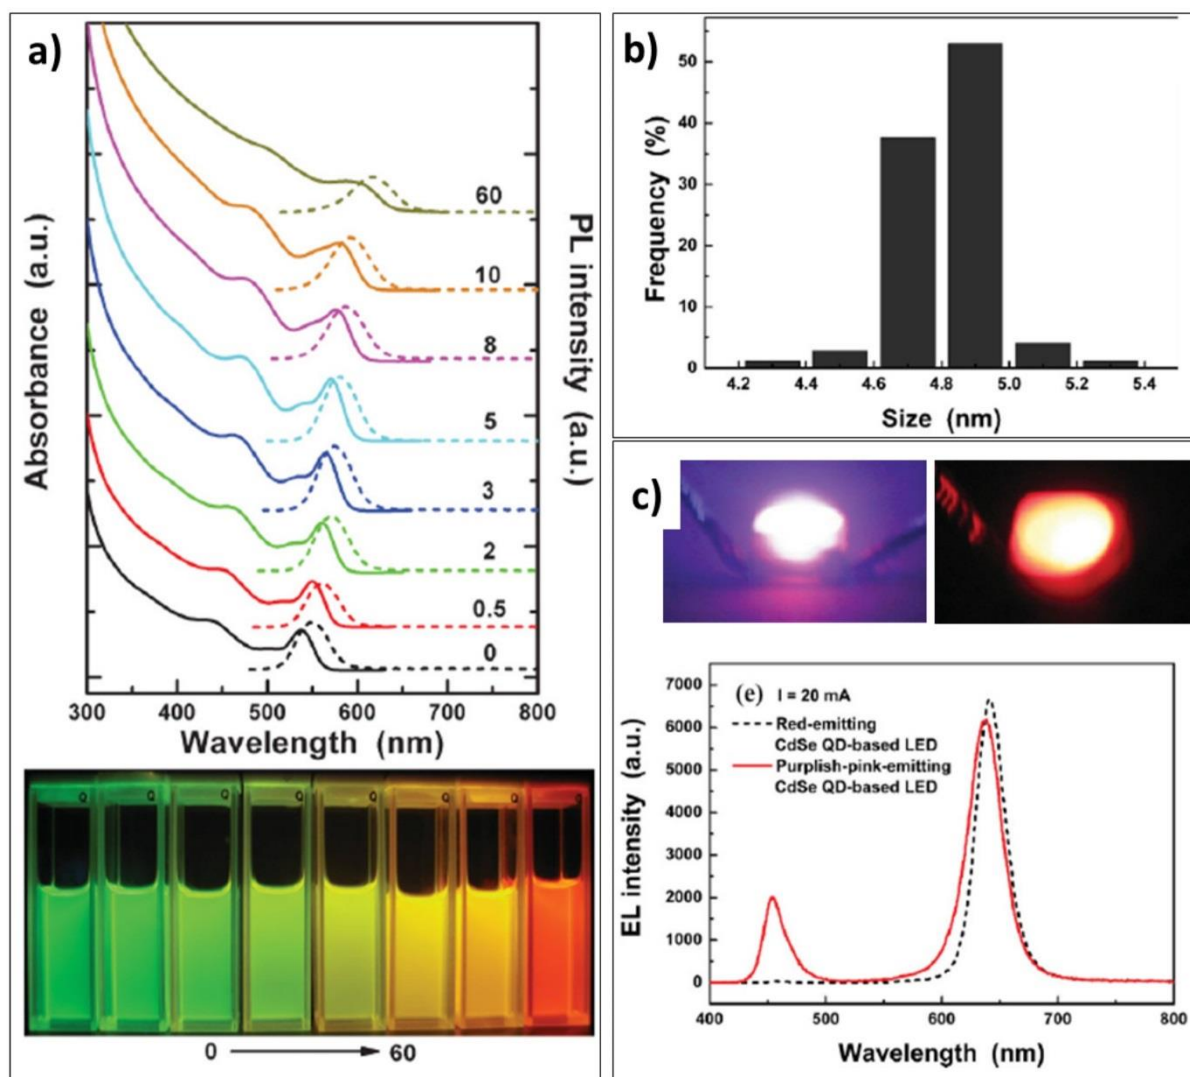 a)
Absorbance (a.u.)
PL intensity (a.u.)
60
10
8
5
3
2
0.5
0
300 400 500 600 700 800
Wavelength (nm)
Q Q Q Q Q Q Q Q
0 60
b)
Frequency (%)
50
40
30
20
10
0
4.2 4.4 4.6 4.8 5.0 5.2 5.4
Size (nm)
c)
EL intensity (a.u.)
7000
6000
5000
4000
3000
2000
1000
0
(e) I = 20 mA
Red-emitting
CdSe QD-based LED
Purplish-pink-emitting
CdSe QD-based LED
400 500 600 700 800
Wavelength (nm)